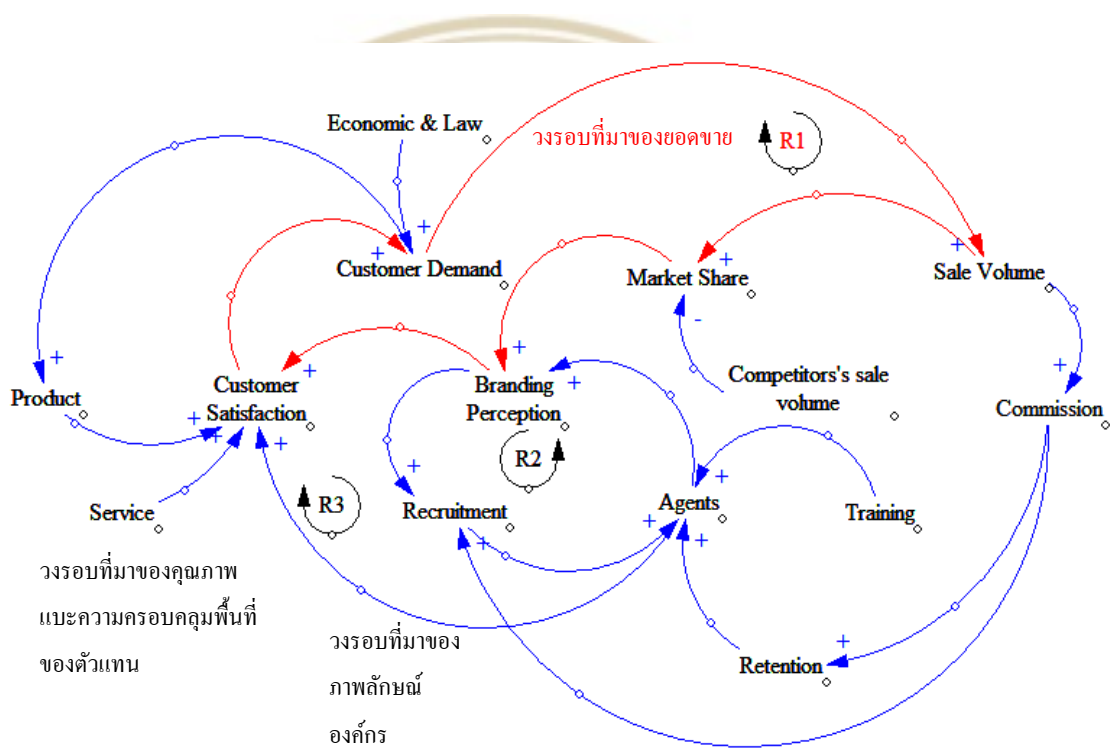 Economic & Law
วงรอบที่มาของยอดขาย
R1
+
+
+
+
Customer Demand
Market Share
Sale Volume
-
+
+
+
+
Product
Customer
Satisfaction
+
+
+
Branding
Perception
+
Competitors's sale
volume
Commission
R2
+
+
Service
R3
Recruitment
+
Agents
+
+
Training
วงรอบที่มาของคุณภาพ
แบะความครอบคลุมพื้นที่
ของตัวแทน
วงรอบที่มาของ
ภาพลักษณ์
องค์กร
+
Retention